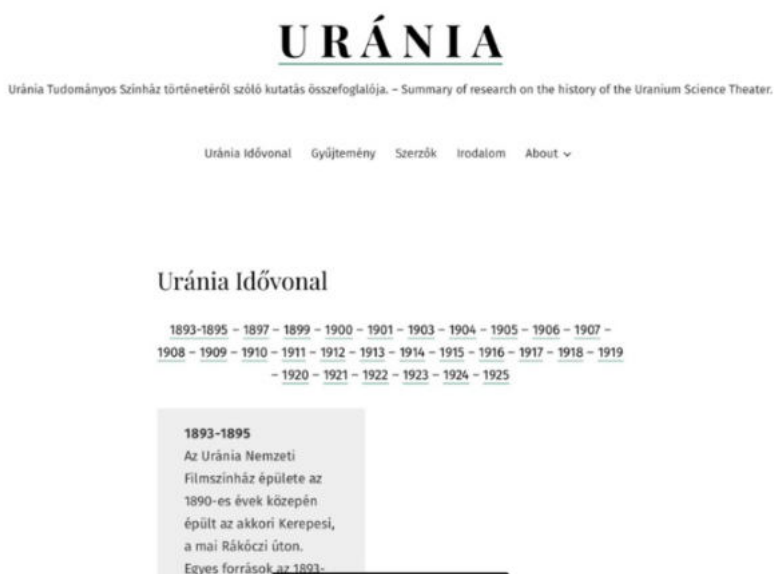 URÁNIA
Uránia Tudományos Színház történetéről szóló kutatás összefoglalója. – Summary of research on the history of the Uranium Science Theater.
Uránia Idővonal Gyűjtemény Szerzők Irodalom About
Uránia Idővonal
1893-1895 – 1897 – 1899 – 1900 – 1901 – 1903 – 1904 – 1905 – 1906 – 1907 –
1908 – 1909 – 1910 – 1911 – 1912 – 1913 – 1914 – 1915 – 1916 – 1917 – 1918 – 1919
– 1920 – 1921 – 1922 – 1923 – 1924 – 1925
1893-1895
Az Uránia Nemzeti
Filmszínház épülete az
1890-es évek közepén
épült az akkori Kerepesi,
a mai Rákóczi úton.
Egyes források az 1893-